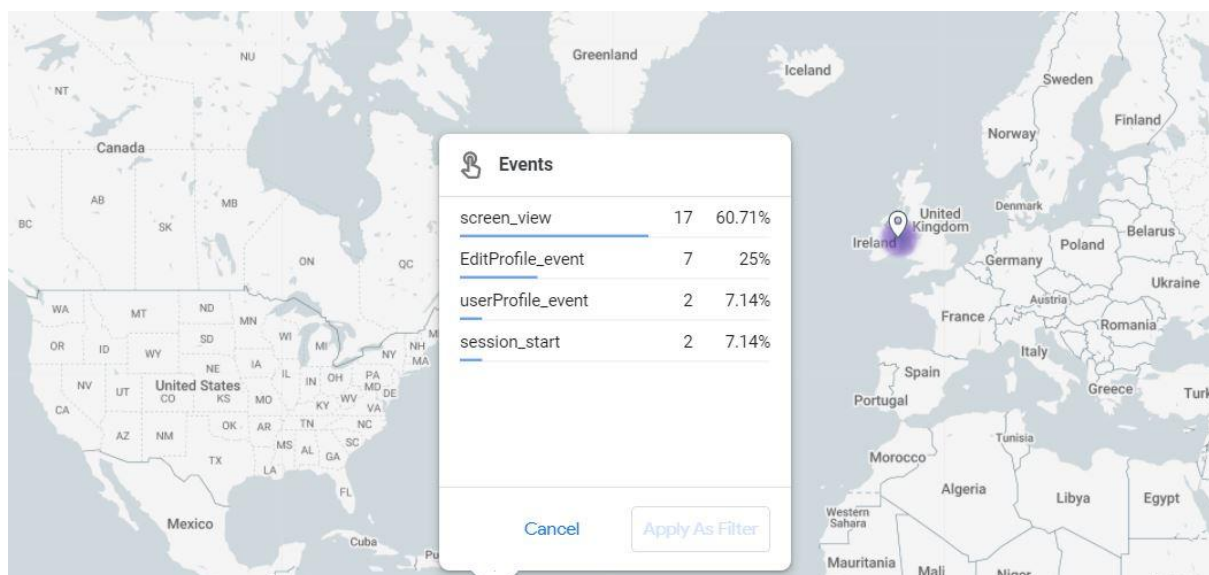 NU
Greenland
Iceland
NT
Sweden
Finland
Norway
Canada
AB
MB
BC
SK
ON
QC
Events
screen_view 17 60.71%
EditProfile_event 7 25%
userProfile_event 2 7.14%
session_start 2 7.14%
Cancel
Apply As Filter
United
Kingdom
Ireland
Denmark
Belarus
Poland
Germany
Ukraine
Austria
France
Romania
Italy
Spain
Portugal
Greece
Turk
Tunisia
Morocco
Algeria
Libya
Egypt
Western
Sahara
Mauritania
Mali
Niger
WA
MT
ND
MN
OR
ID
WY
SD
WI
MI
NY
NH
MA
NE
IA
IL
IN
OH
PA
MD
DE
NV
UT
United States
CO
KS
MO
KY
WV
VA
CA
AZ
NM
OK
AR
TN
NC
MS
AL
SC
GA
TX
LA
FL
Mexico
Cuba
Pu
M